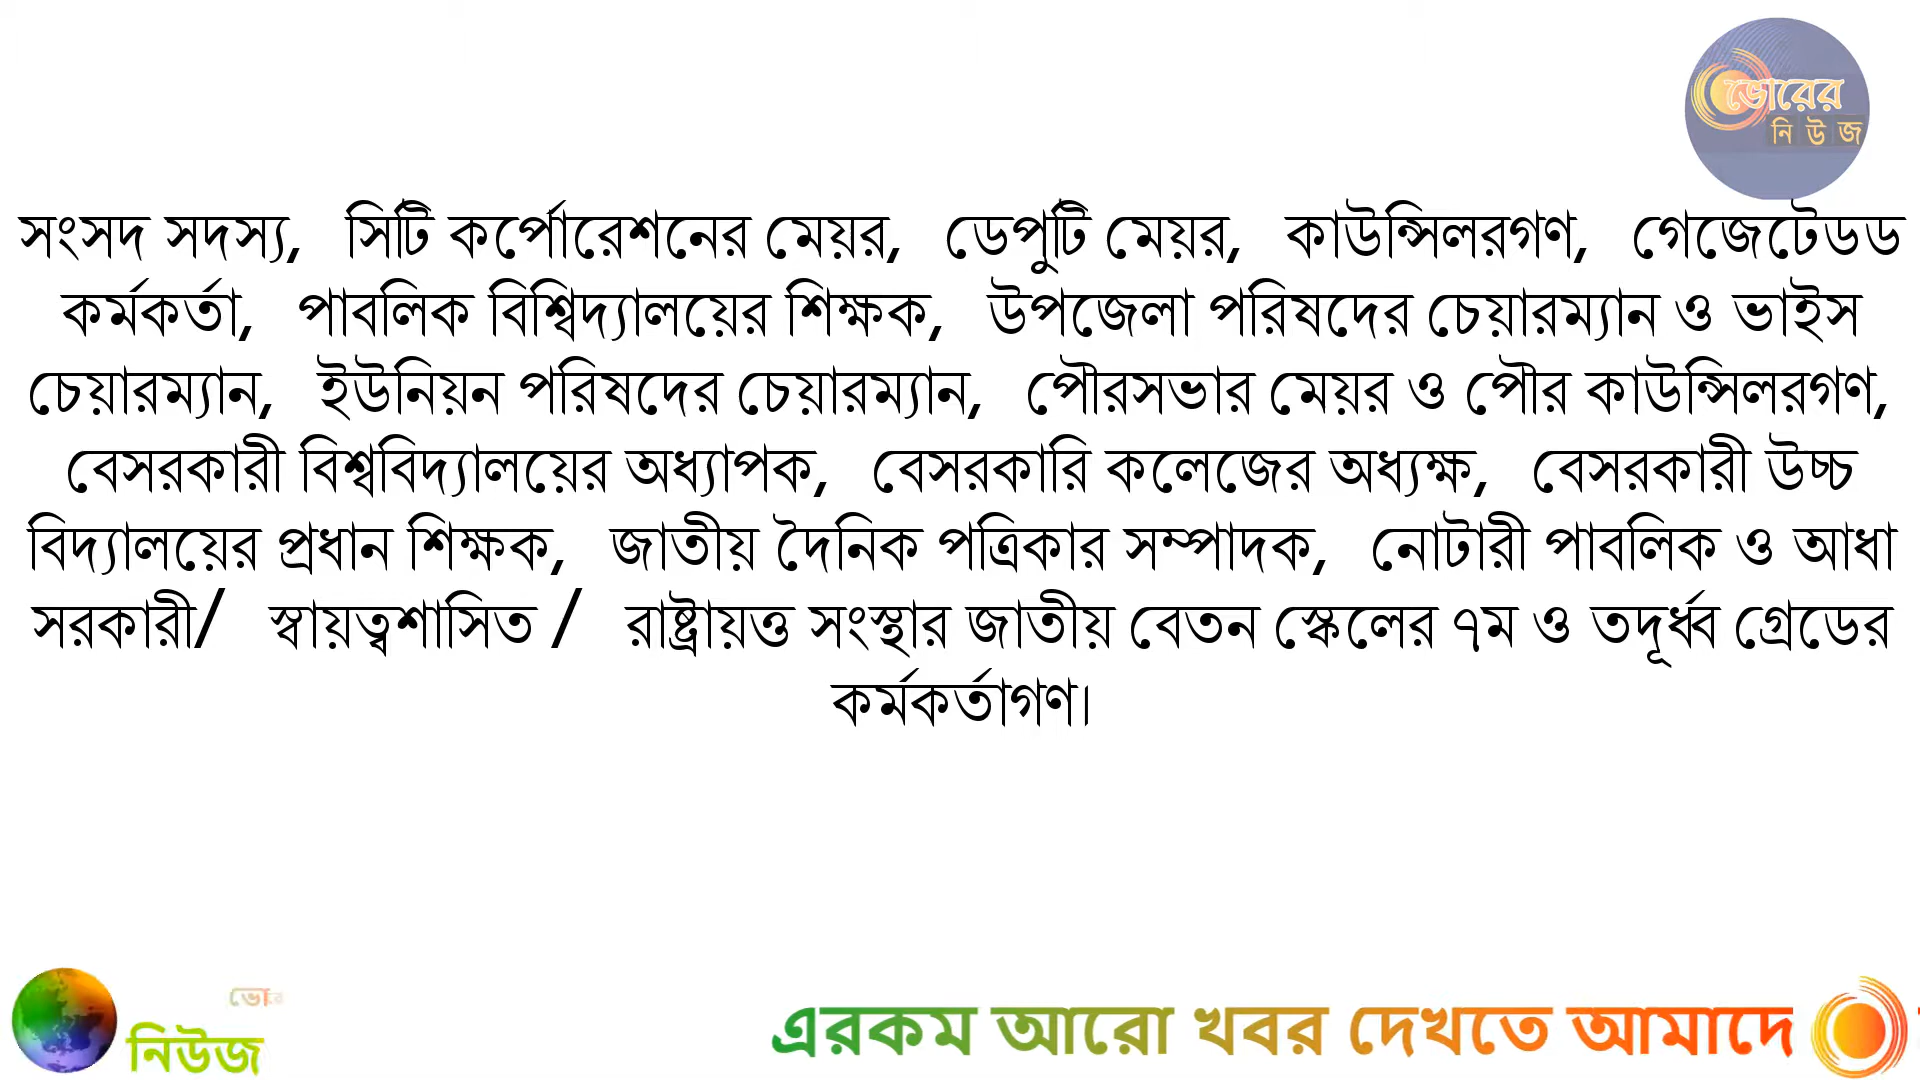 ভোরের
নিউজ
সংসদ সদস্য, সিটি কর্পোরেশনের মেয়র, ডেপুটি মেয়র, কাউন্সিলরগণ, গেজেটেডড
কর্মকর্তা, পাবলিক বিশ্বিদ্যালয়ের শিক্ষক, উপজেলা পরিষদের চেয়ারম্যান ও ভাইস
চেয়ারম্যান, ইউনিয়ন পরিষদের চেয়ারম্যান, পৌরসভার মেয়র ও পৌর কাউন্সিলরগণ,
বেসরকারী বিশ্ববিদ্যালয়ের অধ্যাপক, বেসরকারি কলেজের অধ্যক্ষ, বেসরকারী উচ্চ
বিদ্যালয়ের প্রধান শিক্ষক, জাতীয় দৈনিক পত্রিকার সম্পাদক, নোটারী পাবলিক ও আধা
সরকারী/ স্বায়ত্বশাসিত / রাষ্ট্রায়ত্ত সংস্থার জাতীয় বেতন স্কেলের ৭ম ও তদূর্ধ্ব গ্রেডের
কর্মকর্তাগণ।
নিউজ
এরকম আরো খবর দেখতে আমাদে